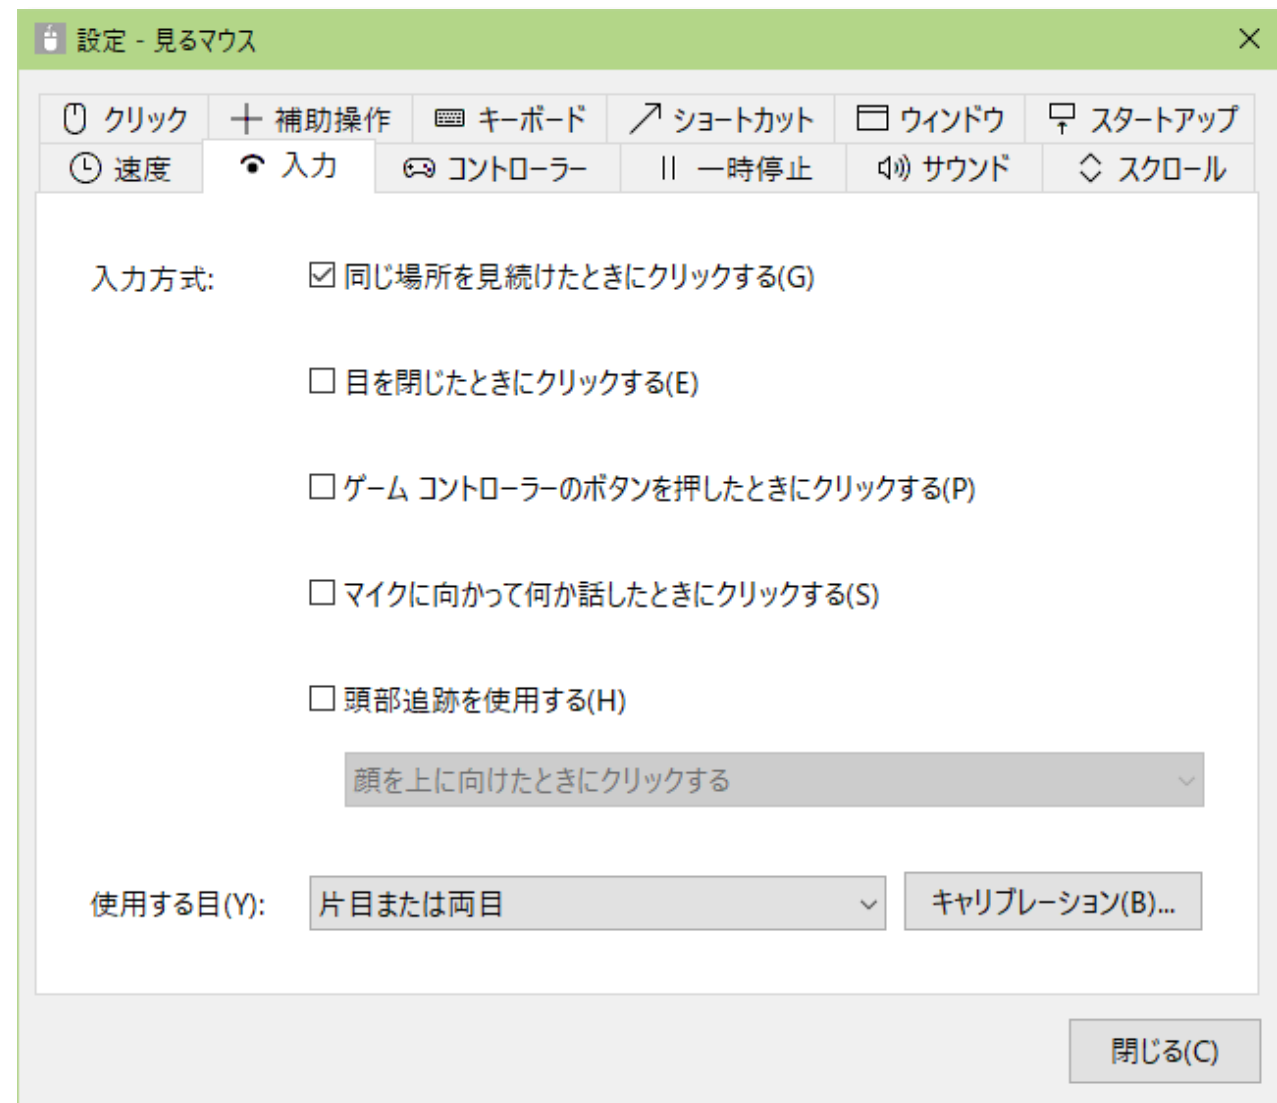 設定 - 見るマウス
クリック 補助操作 キーボード ショートカット ウィンドウ スタートアップ
速度 入力 コントローラー 一時停止 サウンド スクロール
入力方式: 同じ場所を見続けたときにクリックする(G)
目を閉じたときにクリックする(E)
ゲーム コントローラーのボタンを押したときにクリックする(P)
マイクに向かって何か話したときにクリックする(S)
頭部追跡を使用する(H)
顔を上に向けたときにクリックする
使用する目(Y): 片目または両目 キャリブレーション(B)...
閉じる(C)